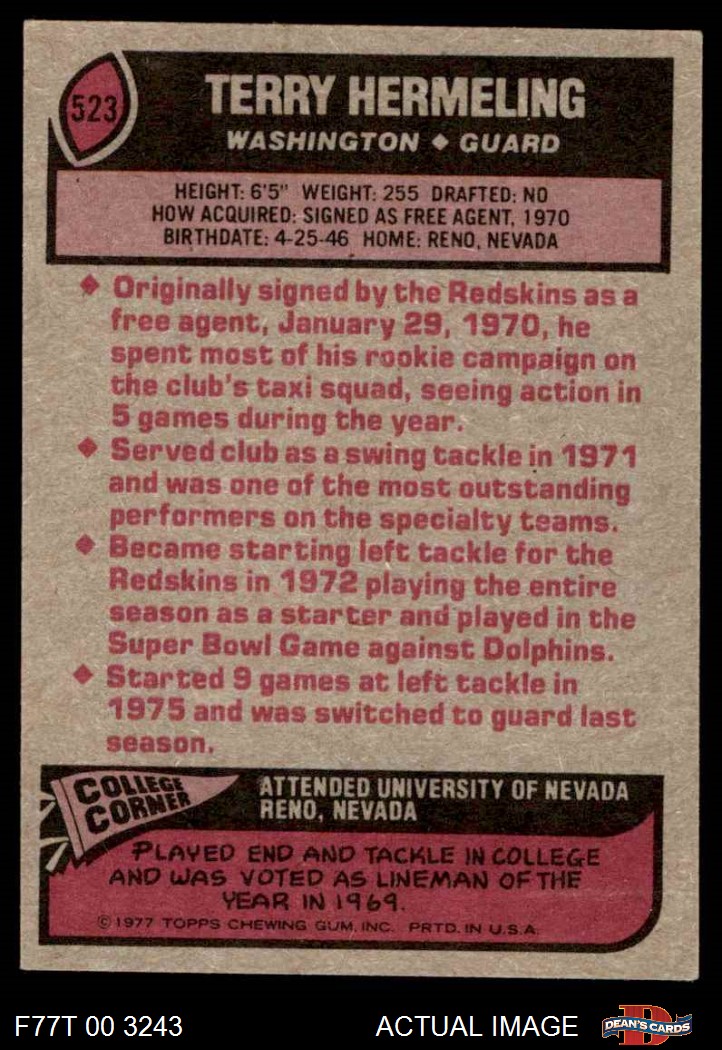 523
TERRY HERMELING
WASHINGTON ◆ GUARD
HEIGHT: 6'5" WEIGHT: 255 DRAFTED: NO
HOW ACQUIRED: SIGNED AS FREE AGENT, 1970
BIRTHDATE: 4-25-46 HOME: RENO, NEVADA
◆ Originally signed by the Redskins as a
free agent, January 29, 1970, he
spent most of his rookie campaign on
the club's taxi squad, seeing action in
5 games during the year.
◆ Served club as a swing tackle in 1971
and was one of the most outstanding
performers on the specialty teams.
◆ Became starting left tackle for the
Redskins in 1972 playing the entire
season as a starter and played in the
Super Bowl Game against Dolphins.
◆ Started 9 games at left tackle in
1975 and was switched to guard last
season.
COLLEGE
CORNER
ATTENDED UNIVERSITY OF NEVADA
RENO, NEVADA
PLAYED END AND TACKLE IN COLLEGE
AND WAS VOTED AS LINEMAN OF THE
YEAR IN 1969.
© 1977 TOPPS CHEWING GUM, INC. PRTD. IN U.S.A.
F77T 00 3243
ACTUAL IMAGE
D
DEAN'S CARDS